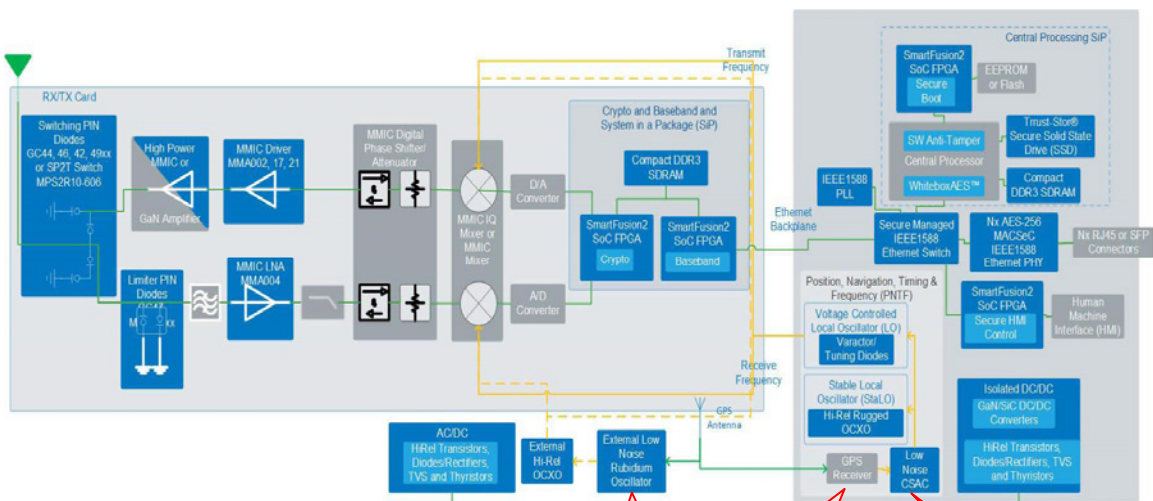 Transmit
Frequency
RX/TX Card
Switching PIN
Diodes
GC44, 46, 42, 49xx
or SP2T Switch
MPS2R10-606
High Power
MMIC or
GaN Amplifier
MMIC Driver
MMA002, 17, 21
MMIC Digital
Phase Shifter/
Attenuator
MMIC IQ
Mixer or
MMIC
Mixer
D/A
Converter
Crypto and Baseband and
System in a Package (SiP)
Compact DDR3
SDRAM
SmartFusion2
SoC FPGA
Crypto
SmartFusion2
SoC FPGA
Baseband
Limiter PIN
Diodes
MMIC LNA
MMA004
A/D
Converter
Receive
Frequency
GPS
Antenna
Ethernet
Backplane
Central Processing SiP
SmartFusion2
SoC FPGA
Secure
Boot
EEPROM
or Flash
SW Anti-Tamper
Central Processor
WhiteboxAES™
Trrust-Stor®
Secure Solid State
Drive (SSD)
Compact
DDR3 SDRAM
IEEE1588
PLL
Secure Managed
IEEE1588
Ethernet Switch
Nx AES-256
MACSeC
IEEE1588
Ethernet PHY
Nx RJ45 or SFP
Connectors
Position, Navigation, Timing &
Frequency (PNTF)
Voltage Controlled
Local Oscillator (LO)
Varactor/
Tuning Diodes
Stable Local
Oscillator (StaLO)
Hi-Rel Rugged
OCXO
SmartFusion2
SoC FPGA
Secure HMI
Control
Human
Machine
Interface (HMI)
AC/DC
HiRel Transistors,
Diodes/Rectifiers,
TVS and Thyristors
External
Hi-Rel
OCXO
External Low
Noise
Rubidium
Oscillator
GPS
Receiver
Low
Noise
CSAC
Isolated DC/DC
GaN/SiC DC/DC
Converters
HiRel Transistors,
Diodes/Rectifiers, TVS
and Thyristors